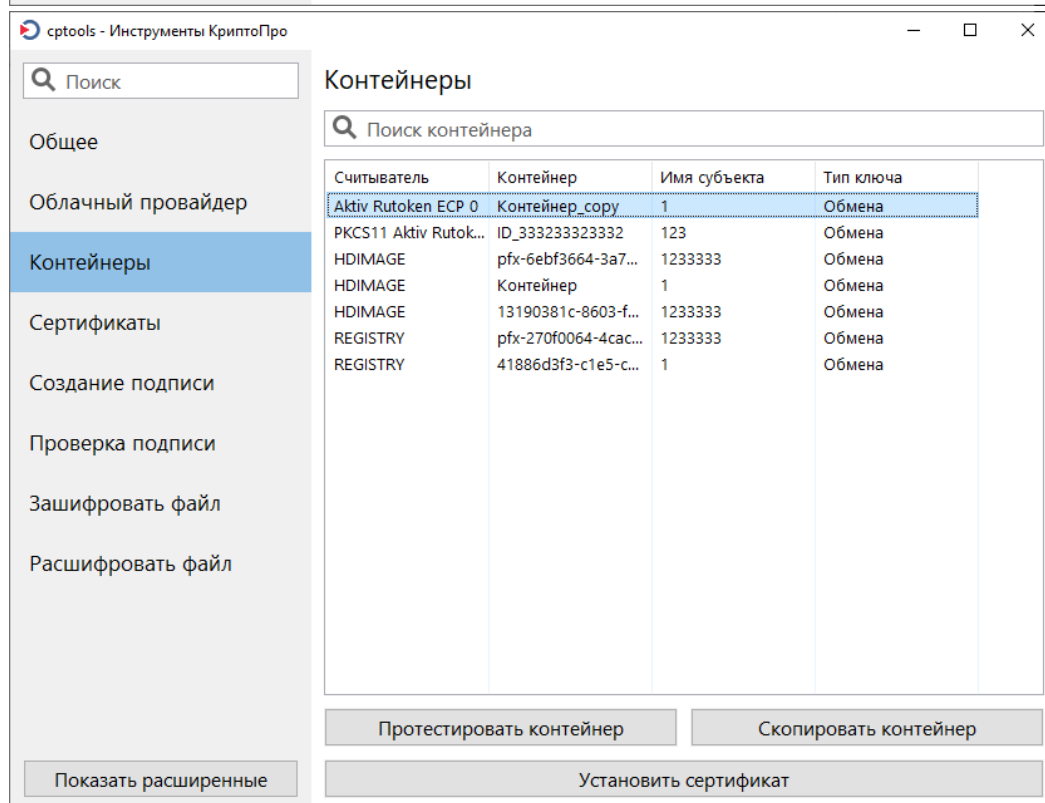 cptools - Инструменты КриптоПро
Поиск
Общее
Облачный провайдер
Контейнеры
Сертификаты
Создание подписи
Проверка подписи
Зашифровать файл
Расшифровать файл
Показать расширенные
Контейнеры
Поиск контейнера
Считыватель Контейнер Имя субъекта Тип ключа
Aktiv Rutoken ECP 0 Контейнер_copy 1 Обмена
PKCS11 Aktiv Rutok... ID_333233323332 123 Обмена
HDIMAGE pfx-6ebf3664-3a7... 1233333 Обмена
HDIMAGE Контейнер 1 Обмена
HDIMAGE 13190381c-8603-f... 1233333 Обмена
REGISTRY pfx-270f0064-4cac... 1233333 Обмена
REGISTRY 41886d3f3-c1e5-c... 1 Обмена
Протестировать контейнер Скопировать контейнер
Установить сертификат